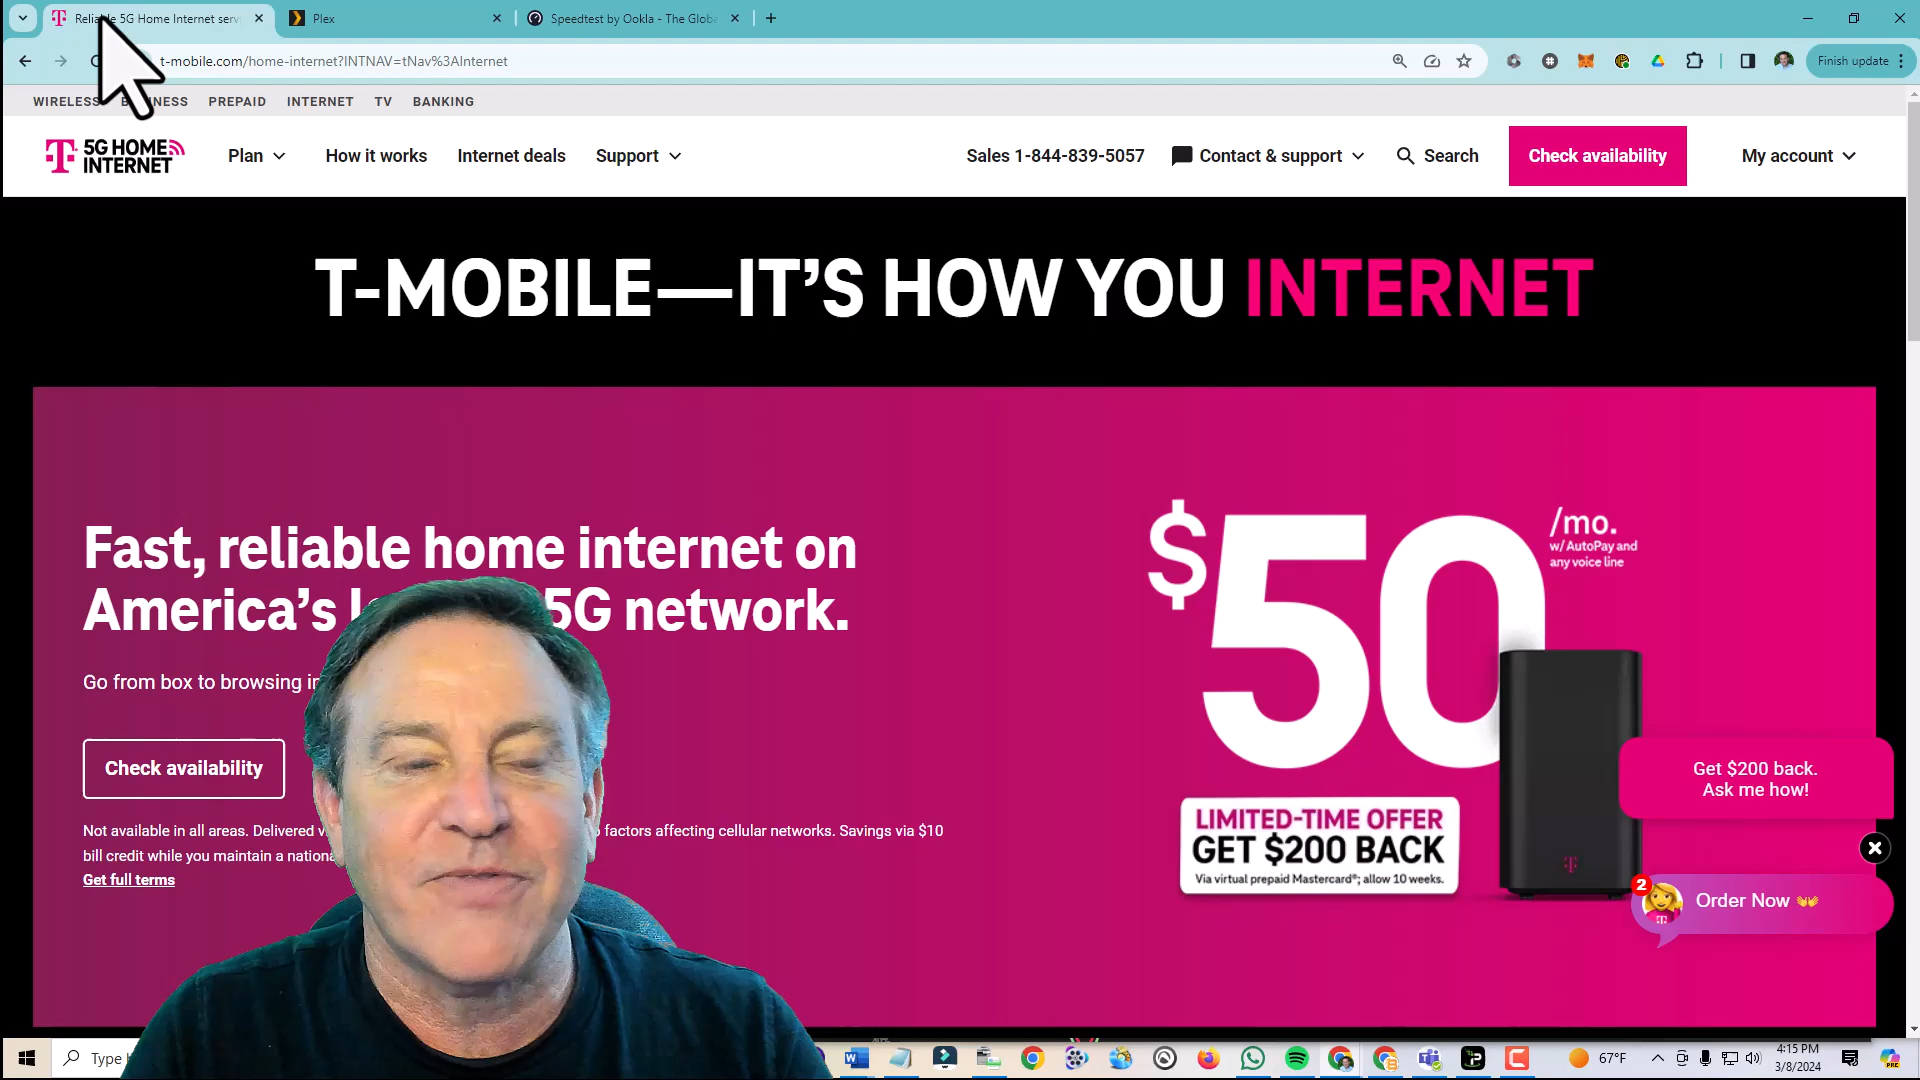 Reliable 5G Home Internet serv
Plex
Speedtest by Ookla - The Globa
t-mobile.com/home-internet?INTNAV=tNav%3AInternet
Finish update
WIRELESS
PREPAID
INTERNET
TV
BANKING
5G HOME
INTERNET
Plan
How it works
Internet deals
Support
Sales 1-844-839-5057
Contact & support
Search
Check availability
My account
T-MOBILE—IT'S HOW YOU INTERNET
Fast, reliable home internet on
America's 5G network.
Go from box to browsing
Check availability
Not available in all areas. Delivered factors affecting cellular networks. Savings via $10
bill credit while you maintain a
Get full terms
$50 /mo.
w/ AutoPay and
any voice line
LIMITED-TIME OFFER
GET $200 BACK
Via virtual prepaid Mastercard®; allow 10 weeks.
Get $200 back.
Ask me how!
2
Order Now
Type
67°F
4:15 PM
3/8/2024